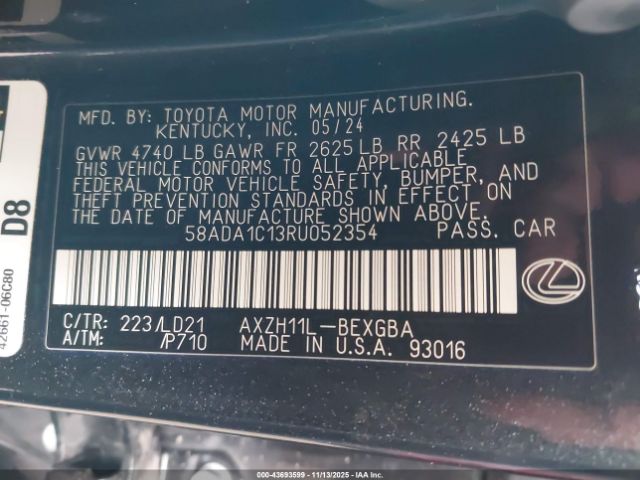 MFD. BY: TOYOTA MOTOR MANUFACTURING.
KENTUCKY, INC. 05/24
GVWR 4740 LB GAWR FR 2625 LB RR 2425 LB
THIS VEHICLE CONFORMS TO ALL APPLICABLE
FEDERAL MOTOR VEHICLE SAFETY, BUMPER, AND
THEFT PREVENTION STANDARDS IN EFFECT ON
THE DATE OF MANUFACTURE SHOWN ABOVE.
58ADA1C13RU052354 PASS. CAR
C/TR: 223/LD21 AXZH11L-BEXGBA
A/TM: /P710 MADE IN U.S.A. 93016
D8
42661-06C80
000-43693599 | 11/13/2025 | IAAI, Inc.